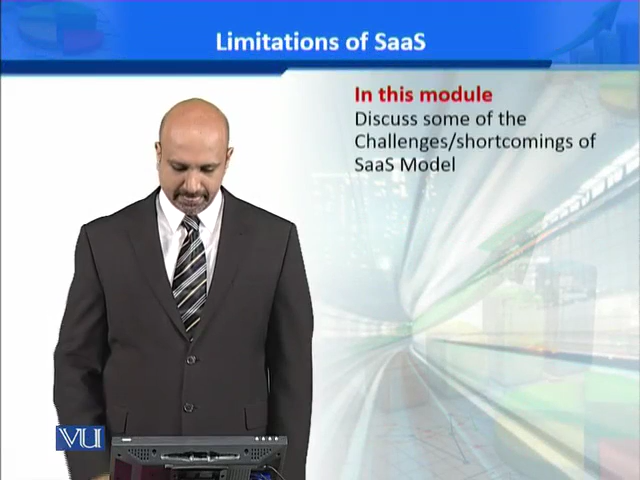 Limitations of SaaS
In this module
Discuss some of the
Challenges/shortcomings of
SaaS Model
VU